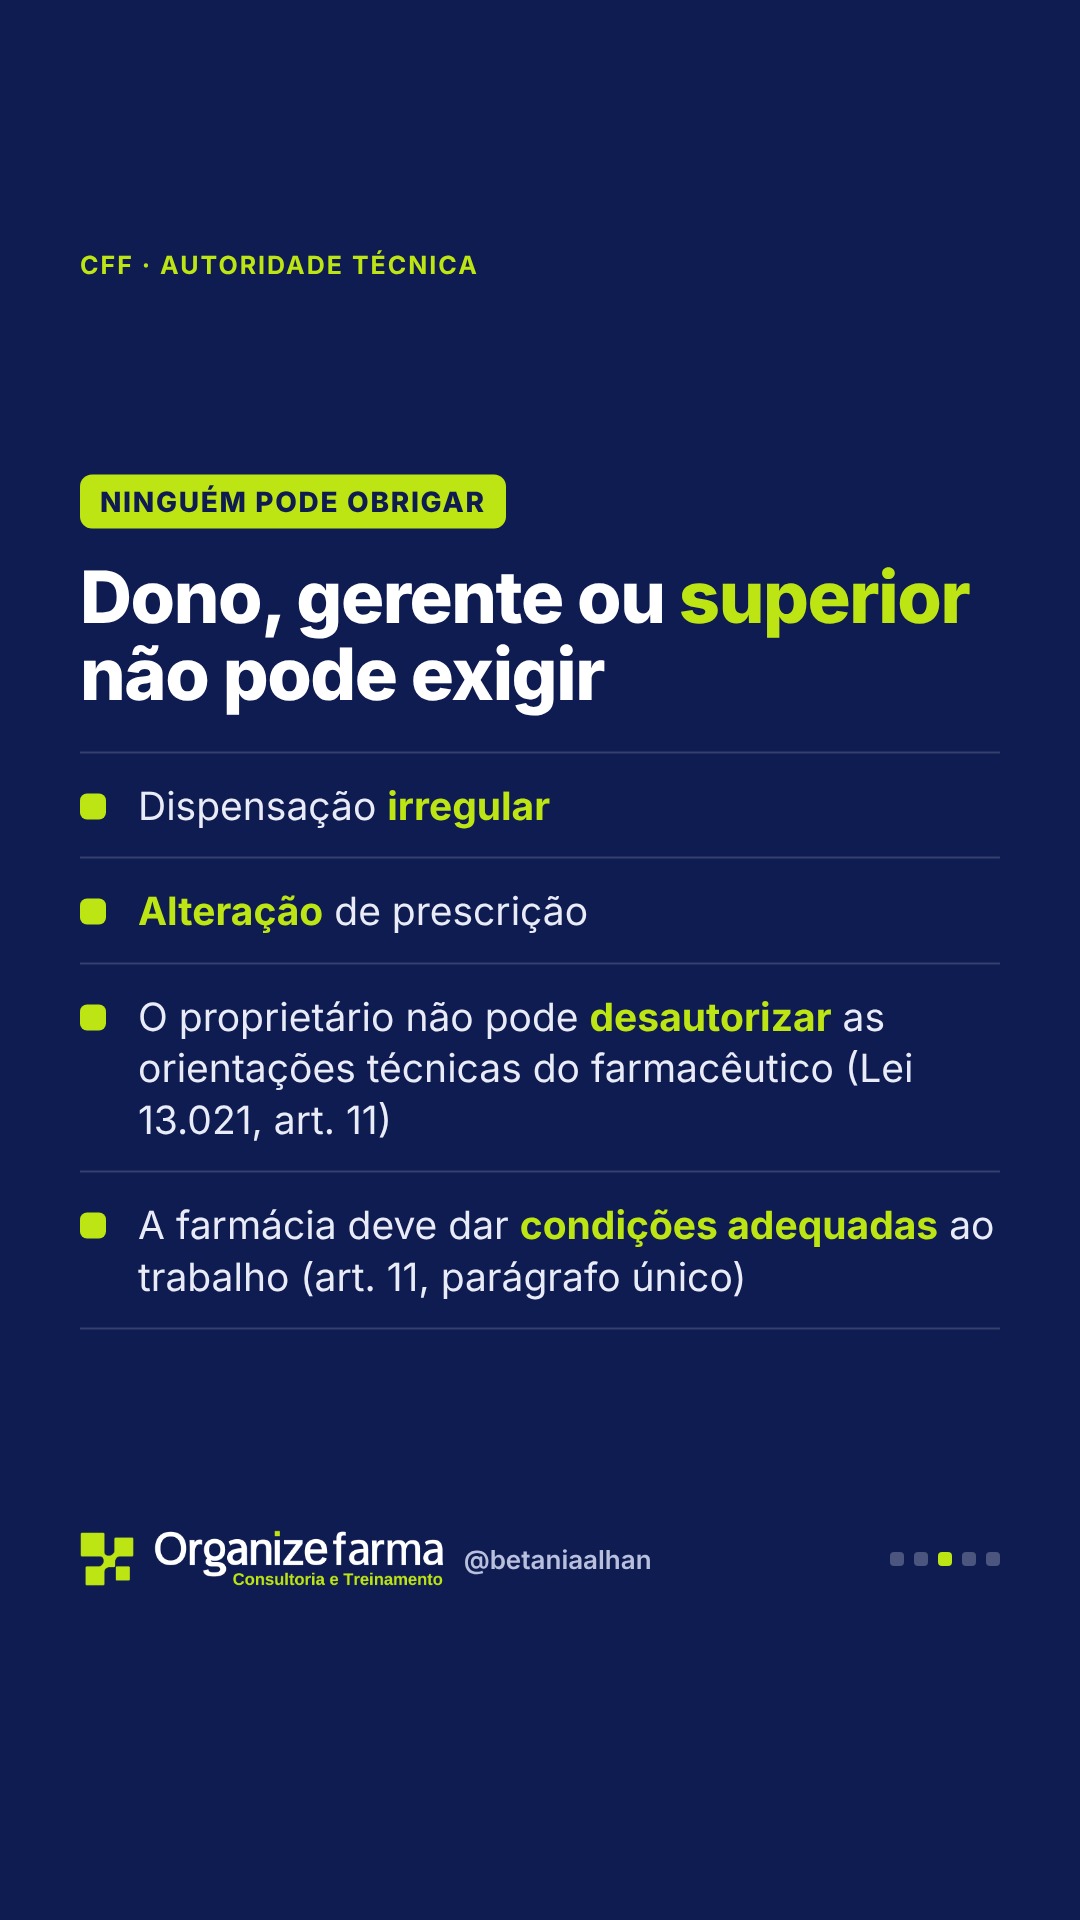 CFF · AUTORIDADE TÉCNICA
NINGUÉM PODE OBRIGAR
Dono, gerente ou superior
não pode exigir
Dispensação irregular
Alteração de prescrição
O proprietário não pode desautorizar as
orientações técnicas do farmacêutico (Lei
13.021, art. 11)
A farmácia deve dar condições adequadas ao
trabalho (art. 11, parágrafo único)
Organizefarma
Consultoria e Treinamento
@betaniaalhan